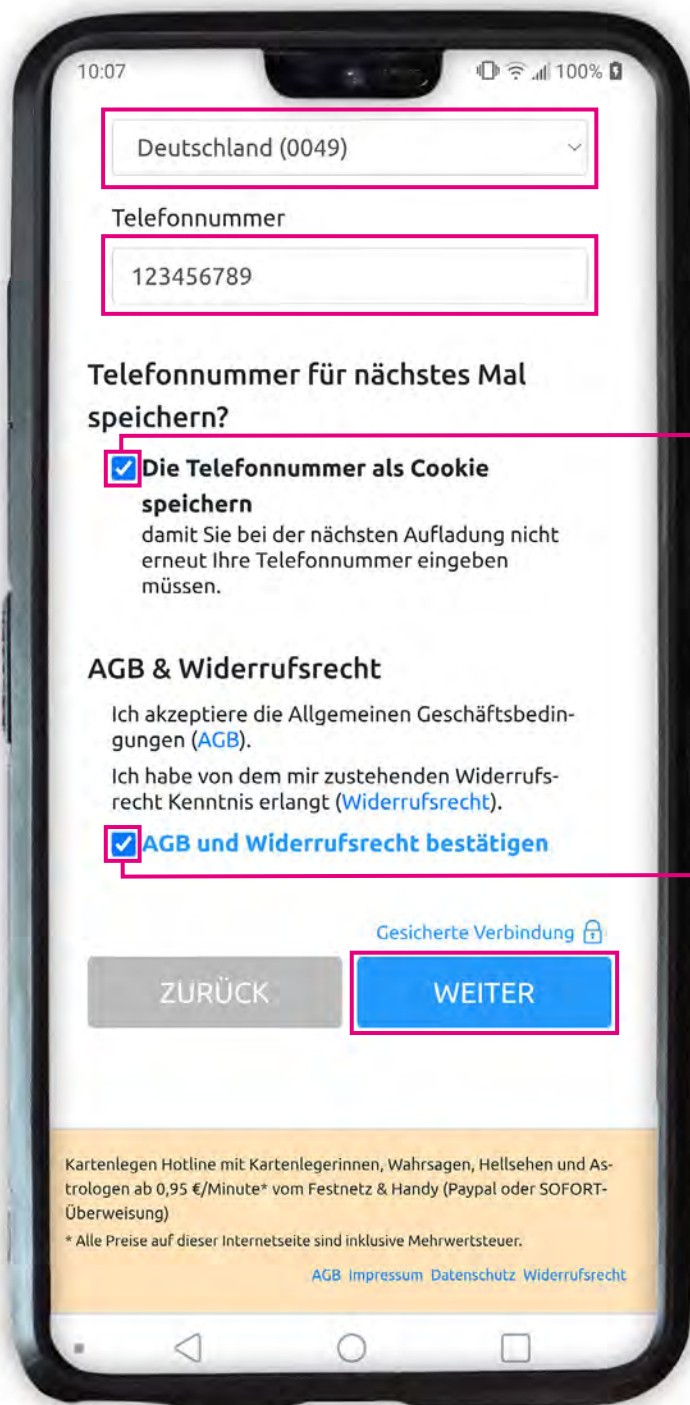 10:07
100%
Deutschland (0049)
Telefonnummer
123456789
Telefonnummer für nächstes Mal
speichern?
Die Telefonnummer als Cookie
speichern
damit Sie bei der nächsten Aufladung nicht
erneut Ihre Telefonnummer eingeben
müssen.
AGB & Widerrufsrecht
Ich akzeptiere die Allgemeinen Geschäftsbedin-
gungen (AGB).
Ich habe von dem mir zustehenden Widerrufs-
recht Kenntnis erlangt (Widerrufsrecht).
AGB und Widerrufsrecht bestätigen
Gesicherte Verbindung
ZURÜCK
WEITER
Kartenlegen Hotline mit Kartenlegerinnen, Wahrsagen, Hellsehen und As-
trologen ab 0,95 €/Minute* vom Festnetz & Handy (Paypal oder SOFORT-
Überweisung)
* Alle Preise auf dieser Internetseite sind inklusive Mehrwertsteuer.
AGB Impressum Datenschutz Widerrufsrecht